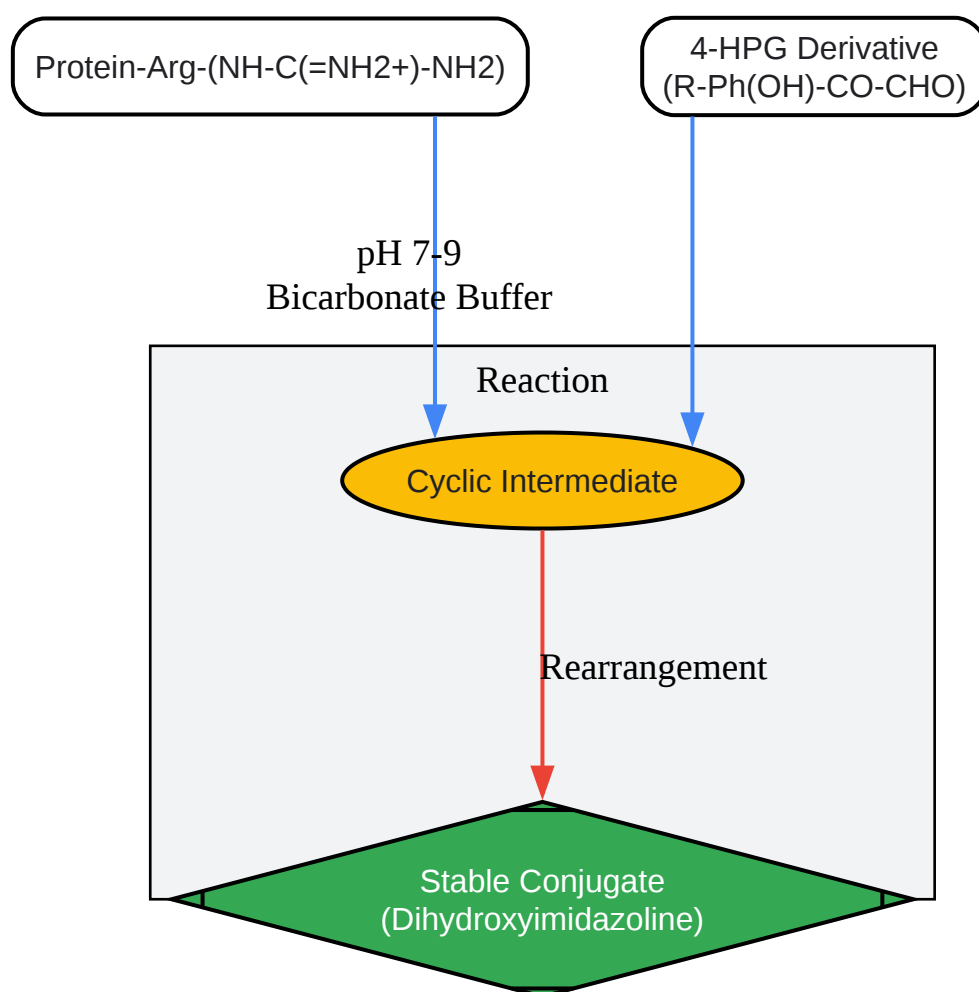 Protein-Arg-(NH-C(=NH2+)-NH2)
4-HPG Derivative
(R-Ph(OH)-CO-CHO)
pH 7-9
Bicarbonate Buffer
Reaction
Cyclic Intermediate
Rearrangement
Stable Conjugate
(Dihydroxyimidazoline)